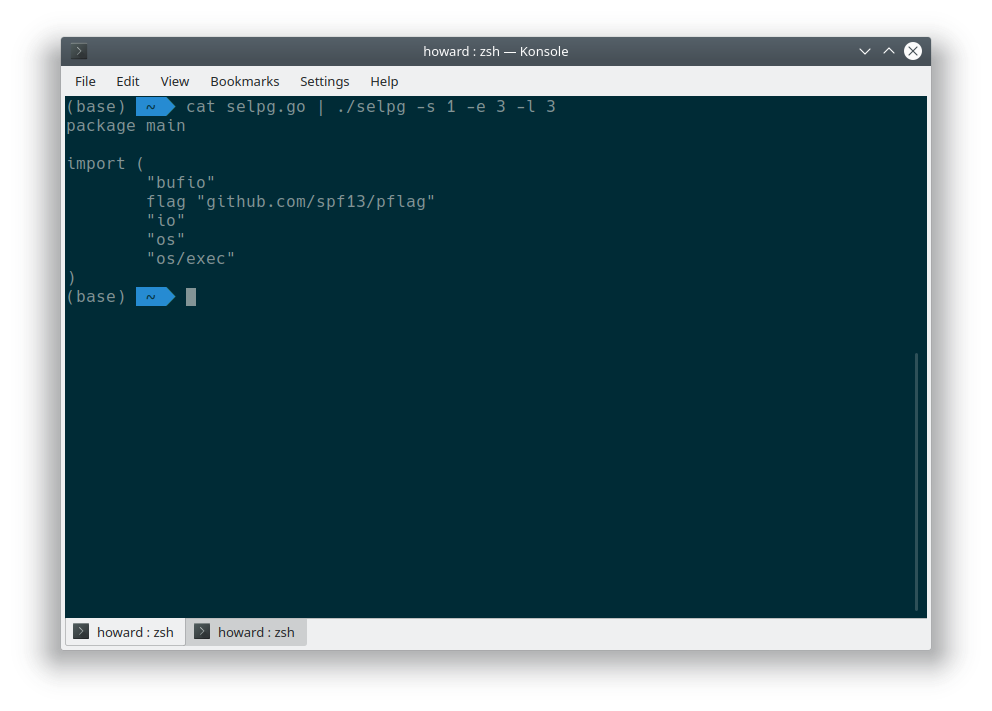 howard : zsh — Konsole
File Edit View Bookmarks Settings Help
(base) ~ cat selpg.go | ./selpg -s 1 -e 3 -l 3
package main
import (
"bufio"
flag "github.com/spf13/pflag"
"io"
"os"
"os/exec"
)
(base) ~
howard : zsh howard : zsh